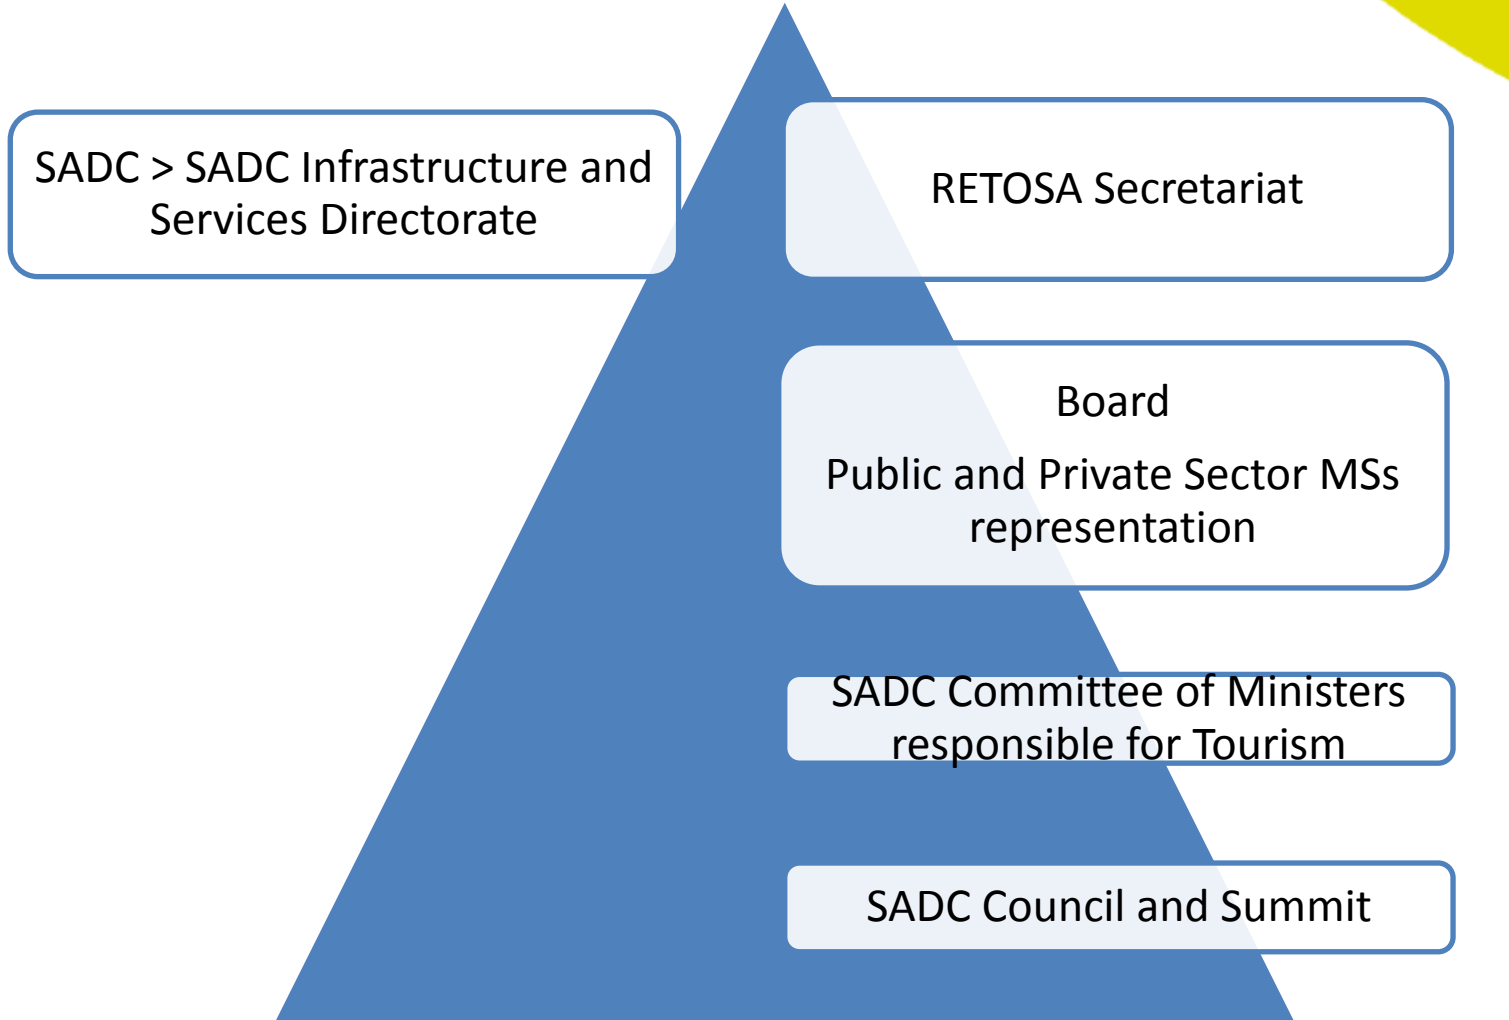 SADC > SADC Infrastructure and
Services Directorate
RETOSA Secretariat
Board
Public and Private Sector MSs
representation
SADC Committee of Ministers
responsible for Tourism
SADC Council and Summit